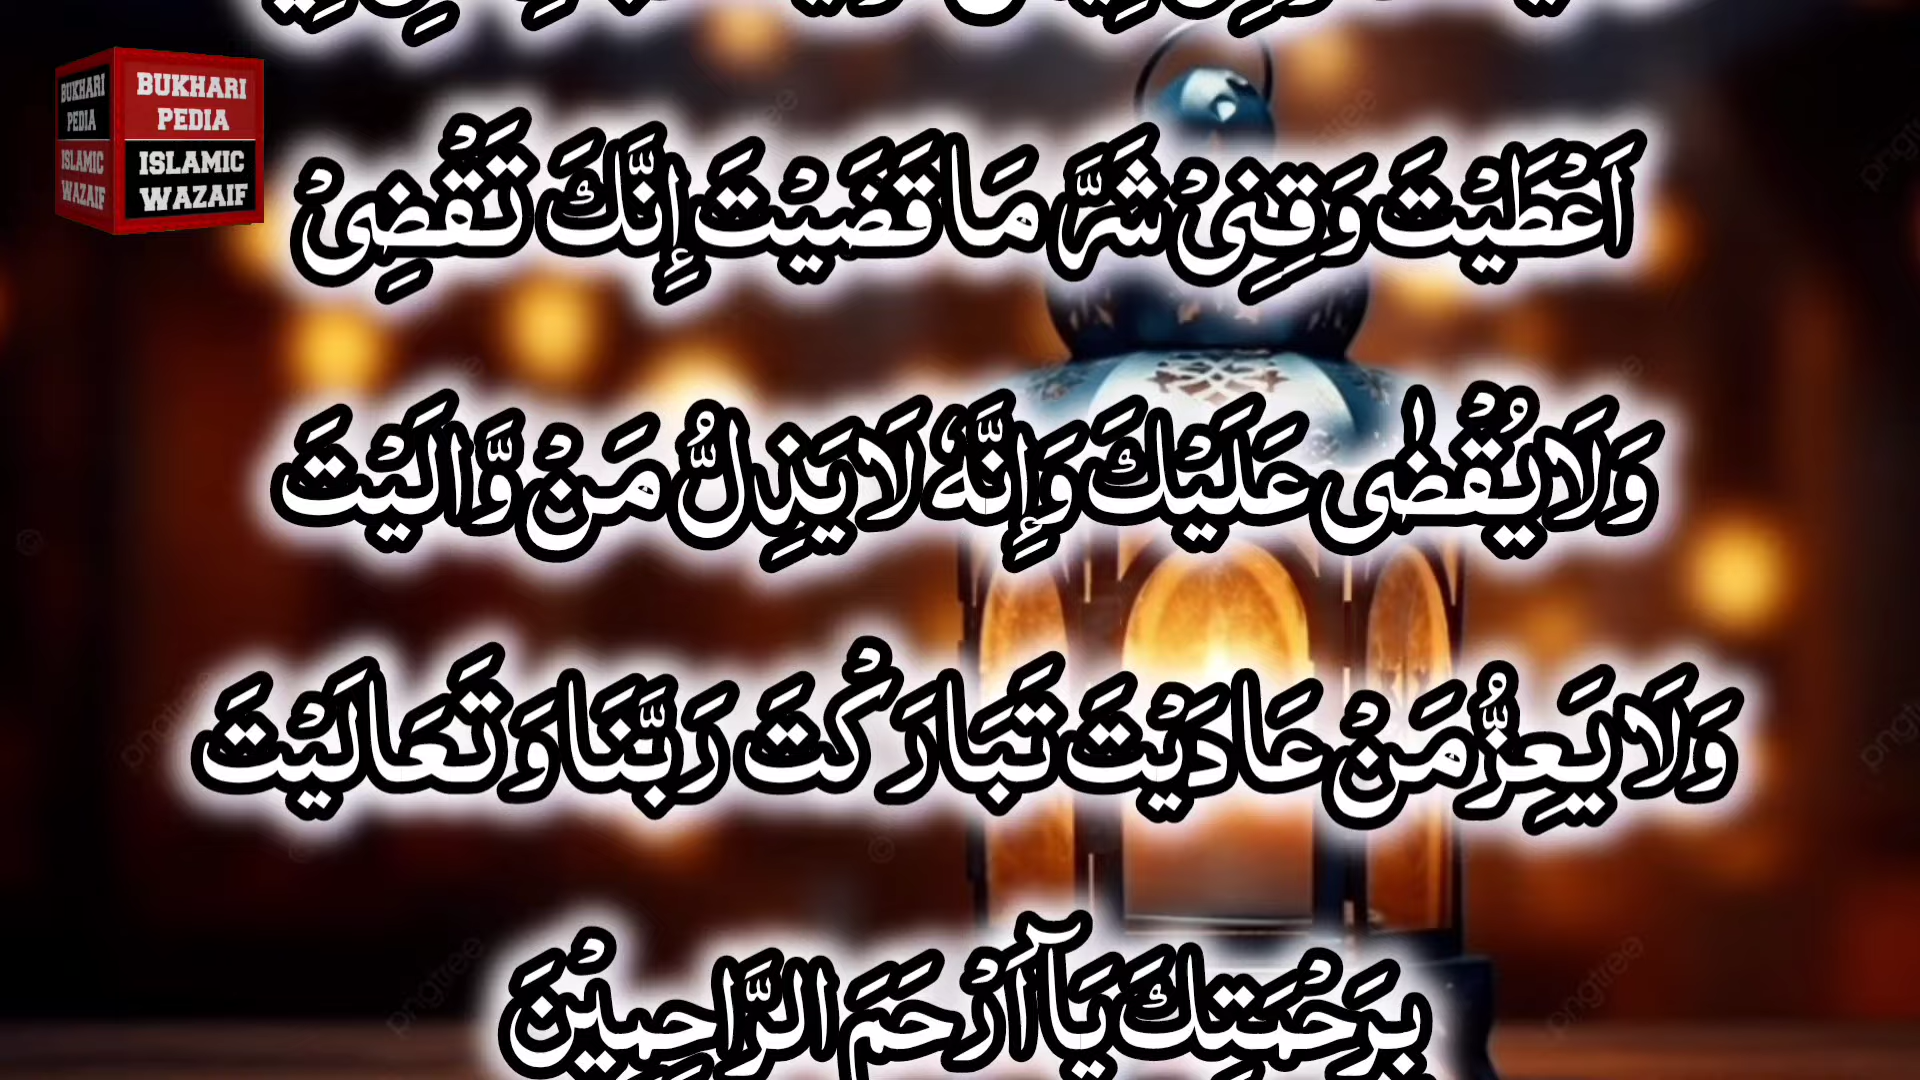 BUKHARI
PEDIA
ISLAMIC
WAZAIF
BUKHARI
PEDIA
ISLAMIC
WAZAIF
اَعْطَيْتَ وَقِنِىْ شَرَّ مَا قَضَيْتَ إِنَّكَ تَقْضِىْ
وَلَا يُقْضٰى عَلَيْكَ وَإِنَّهٗ لَا يَذِلُّ مَنْ وَّالَيْتَ
وَلَا يَعِزُّ مَنْ عَادَيْتَ تَبَارَكْتَ رَبَّنَا وَتَعَالَيْتَ
بِرَحْمَتِكَ يَآ أَرْحَمَ الرَّاحِمِيْنَ